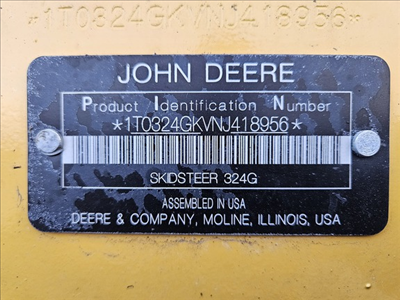 *1T0324GKVNJ418956*
JOHN DEERE
Product Identification Number
*1T0324GKVNJ418956*
SKIDSTEER 324G
ASSEMBLED IN USA
DEERE & COMPANY, MOLINE, ILLINOIS, USA